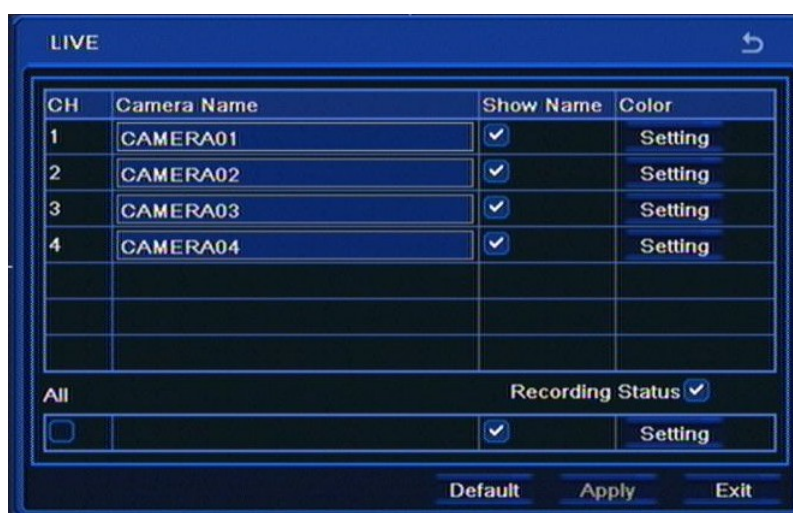 LIVE
CH Camera Name Show Name Color
1 CAMERA01 Setting
2 CAMERA02 Setting
3 CAMERA03 Setting
4 CAMERA04 Setting
All Recording Status
Setting
Default Apply Exit